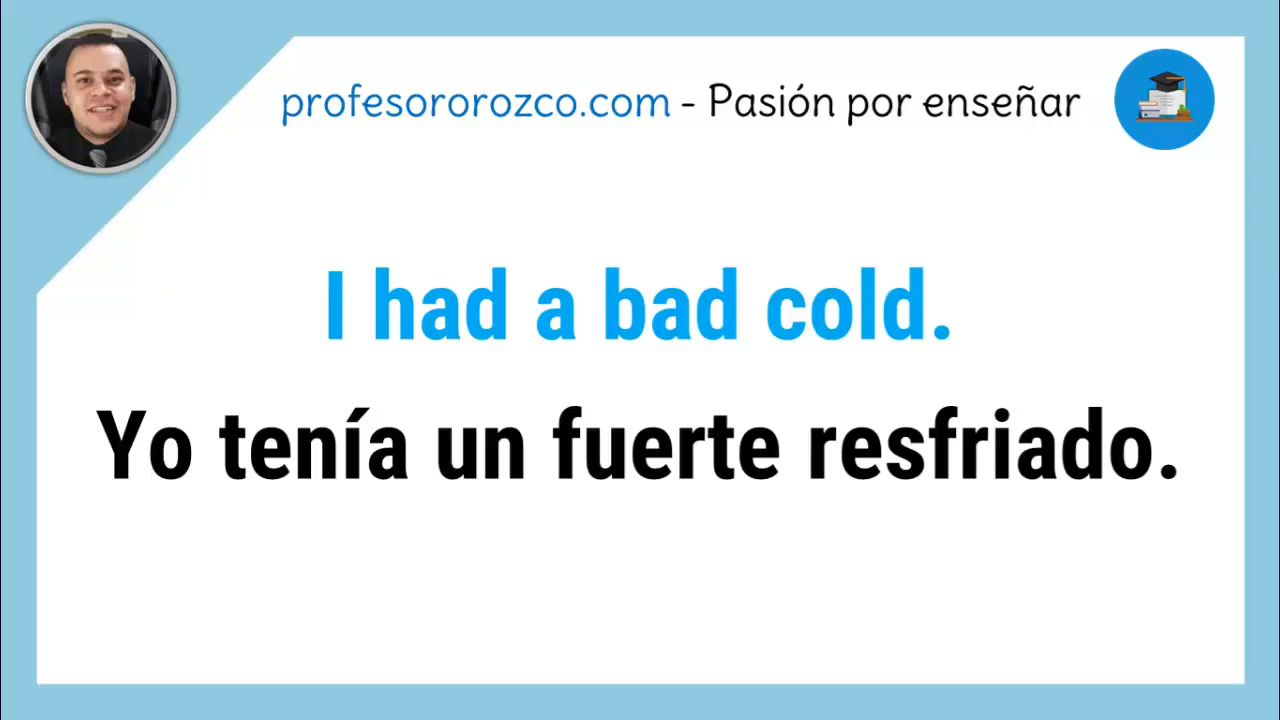 profesororozco.com - Pasión por enseñar
I had a bad cold.
Yo tenía un fuerte resfriado.